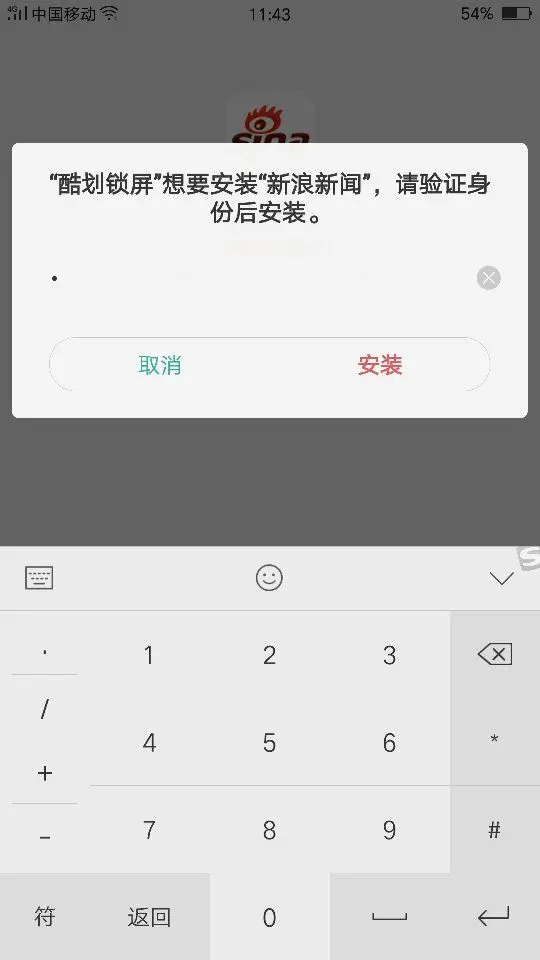 4G 中国移动 11:43 54%
sina
“酷划锁屏”想要安装“新浪新闻”，请验证身
份后安装。
取消 安装
S
. 1 2 3
/
4 5 6 *
+
- 7 8 9 #
符 返回 0